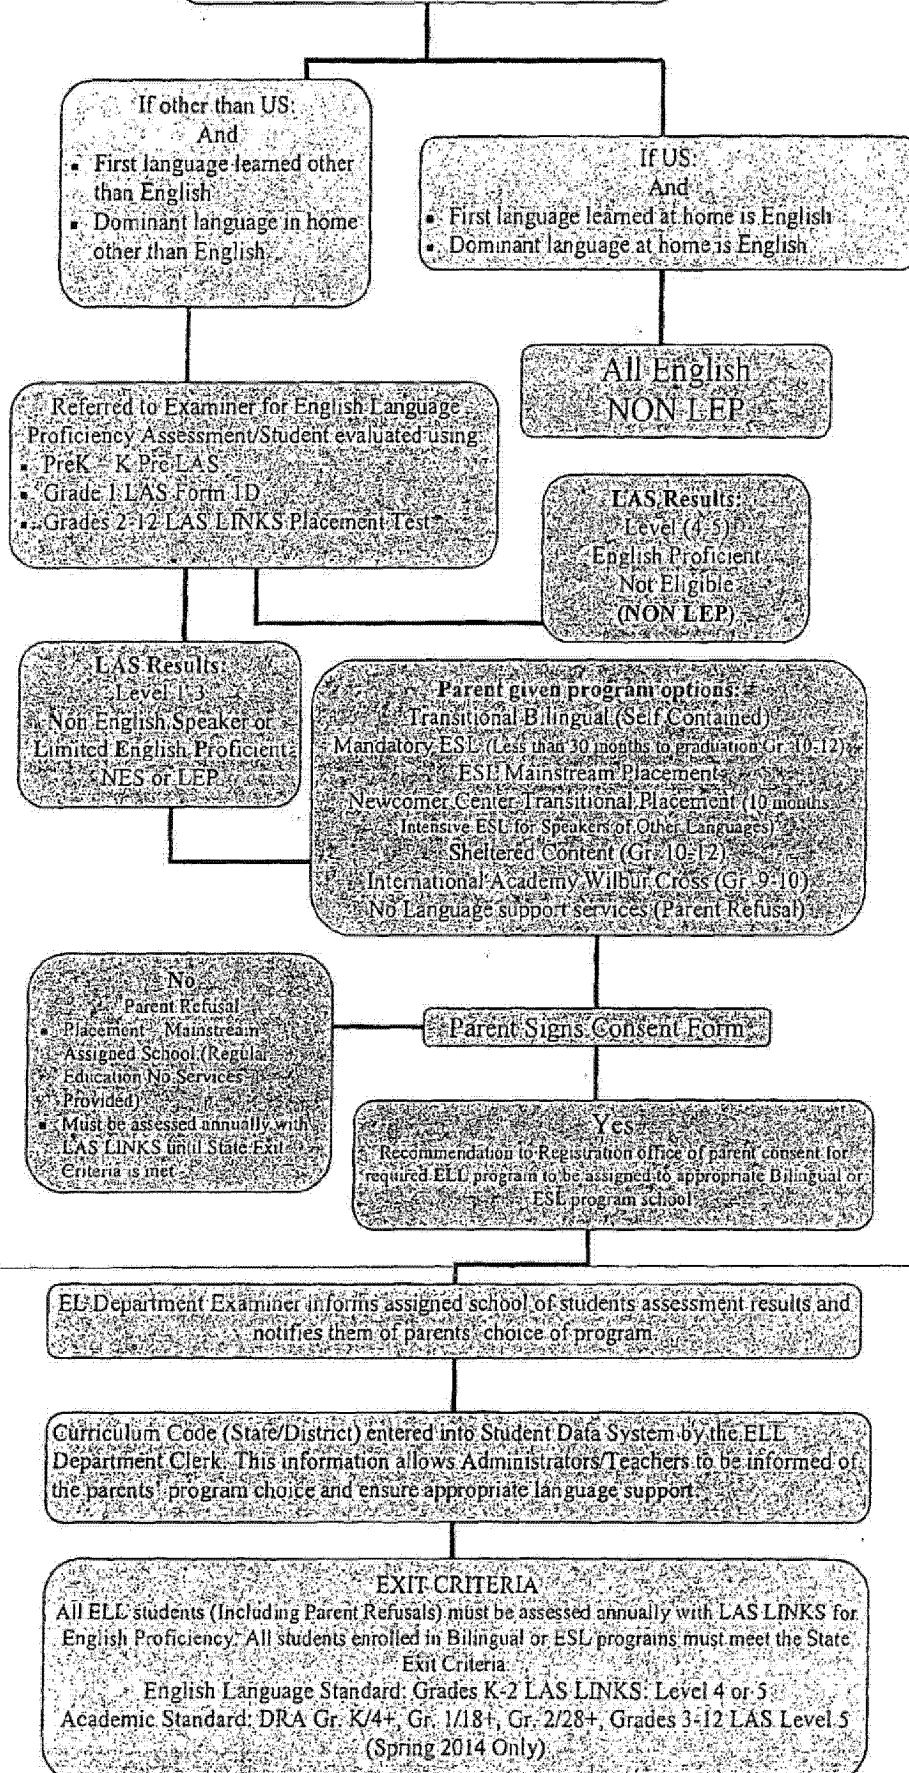 If other than US:
And
▪ First language learned other
than English
▪ Dominant language in home
other than English
If US:
And
▪ First language learned at home is English
▪ Dominant language at home is English
All English
NON LEP
Referred to Examiner for English Language
Proficiency Assessment/Student evaluated using:
▪ PreK – K Pre LAS
▪ Grade 1 LAS Form 1D
▪ Grades 2-12 LAS LINKS Placement Test
LAS Results:
Level (4-5)
English Proficient
Not Eligible
(NON LEP)
LAS Results:
Level 1-3
Non English Speaker or
Limited English Proficient
NES or LEP
Parent given program options:
Transitional Bilingual (Self Contained)
Mandatory ESL (Less than 30 months to graduation Gr. 10-12)
ESL Mainstream Placement
Newcomer Center Transitional Placement (10 months
Intensive ESL for Speakers of Other Languages)
Sheltered Content (Gr. 10-12)
International Academy Wilbur Cross (Gr. 9-10)
No Language support services (Parent Refusal)
Parent Signs Consent Form
No
Parent Refusal
▪ Placement – Mainstream
Assigned School (Regular
Education No Services
Provided)
▪ Must be assessed annually with
LAS LINKS until State Exit
Criteria is met
Yes
Recommendation to Registration office of parent consent for
required ELL program to be assigned to appropriate Bilingual or
ESL program school
EL Department Examiner informs assigned school of students assessment results and
notifies them of parents' choice of program.
Curriculum Code (State/District) entered into Student Data System by the ELL
Department Clerk. This information allows Administrators/Teachers to be informed of
the parents' program choice and ensure appropriate language support.
EXIT CRITERIA
All ELL students (Including Parent Refusals) must be assessed annually with LAS LINKS for
English Proficiency. All students enrolled in Bilingual or ESL programs must meet the State
Exit Criteria
English Language Standard: Grades K-2 LAS LINKS: Level 4 or 5
Academic Standard: DRA Gr. K/4+, Gr. 1/18+, Gr. 2/28+, Grades 3-12 LAS Level 5
(Spring 2014 Only)